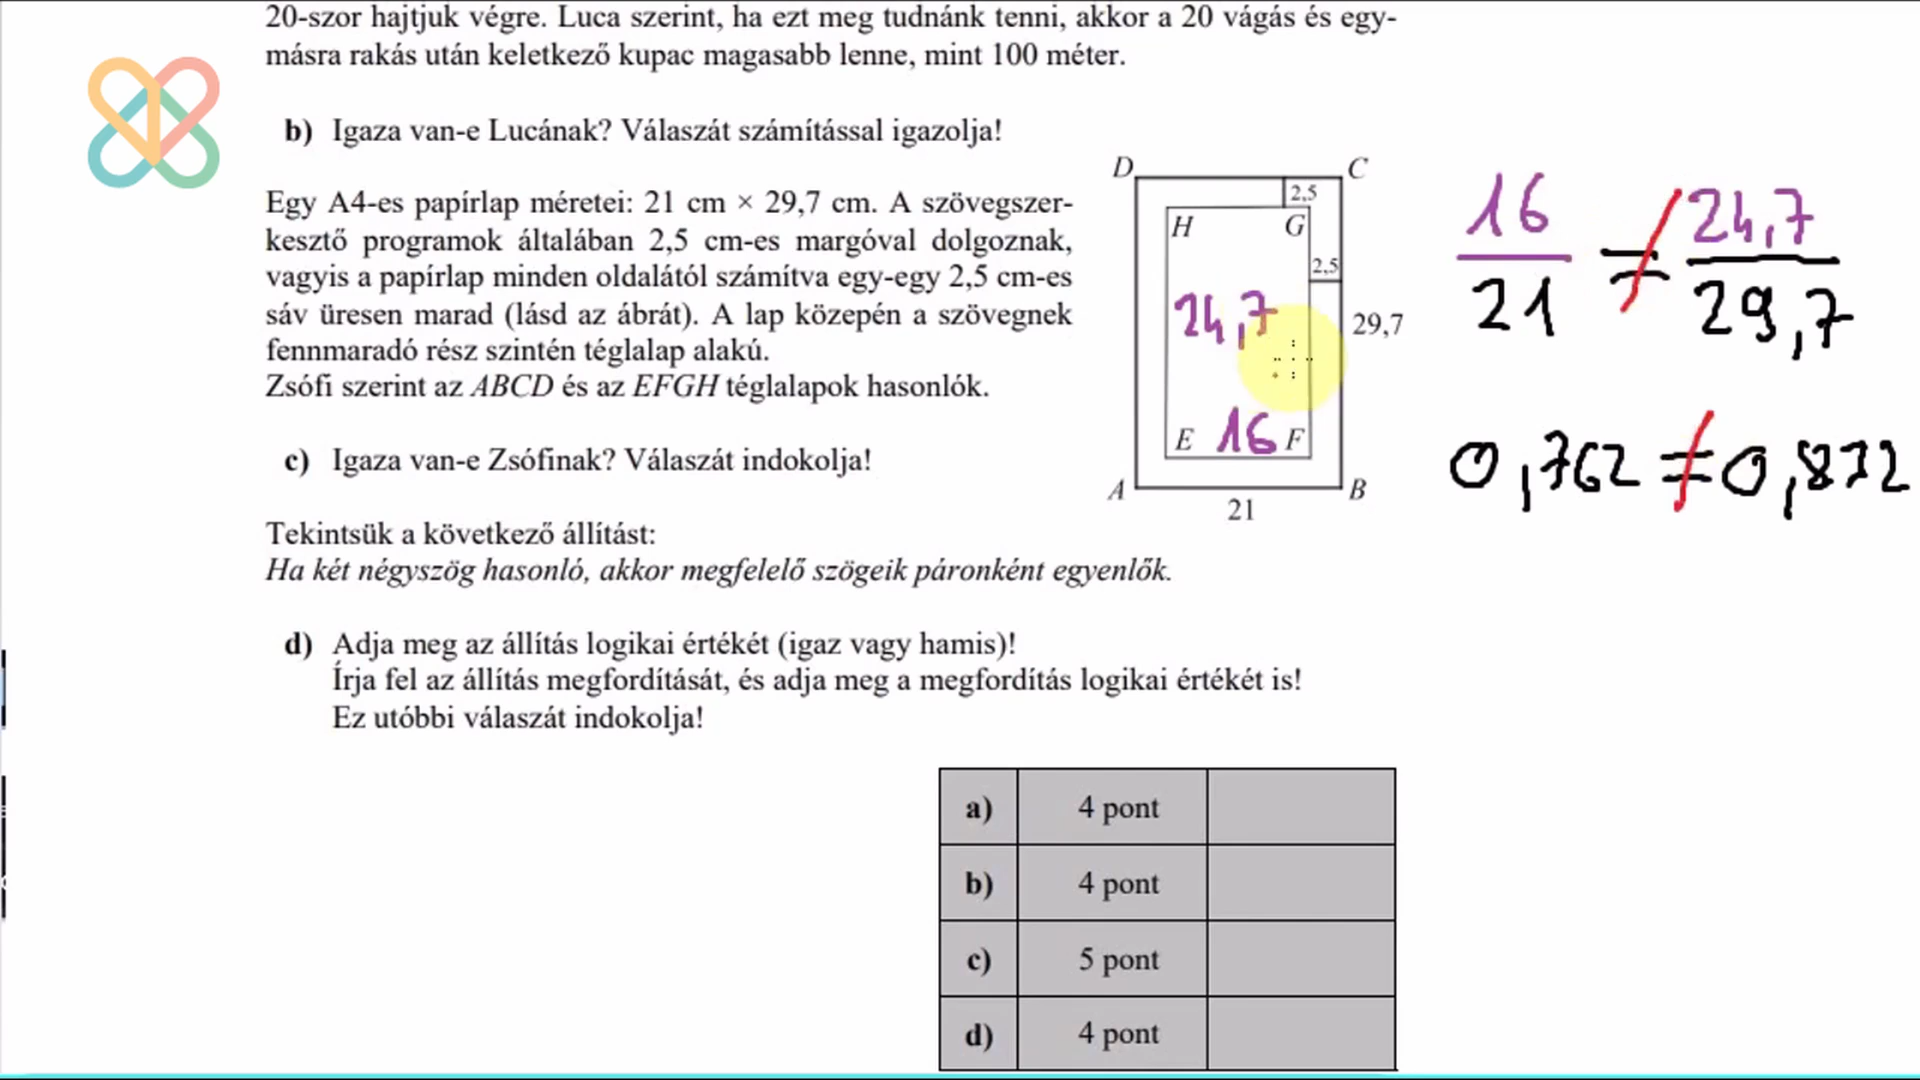 20-szor hajtjuk végre. Luca szerint, ha ezt meg tudnánk tenni, akkor a 20 vágás és egy-
másra rakás után keletkező kupac magasabb lenne, mint 100 méter.
b) Igaza van-e Lucának? Válaszát számítással igazolja!
Egy A4-es papírlap méretei: 21 cm × 29,7 cm. A szövegszer-
kesztő programok általában 2,5 cm-es margóval dolgoznak,
vagyis a papírlap minden oldalától számítva egy-egy 2,5 cm-es
sáv üresen marad (lásd az ábrát). A lap közepén a szövegnek
fennmaradó rész szintén téglalap alakú.
Zsófi szerint az ABCD és az EFGH téglalapok hasonlók.
c) Igaza van-e Zsófinak? Válaszát indokolja!
D C
2,5
H G
2,5
24,7
29,7
E 16 F
A B
21
16 ≠ 24,7
21 29,7
0,762 ≠ 0,872
Tekintsük a következő állítást:
Ha két négyszög hasonló, akkor megfelelő szögeik páronként egyenlők.
d) Adja meg az állítás logikai értékét (igaz vagy hamis)!
Írja fel az állítás megfordítását, és adja meg a megfordítás logikai értékét is!
Ez utóbbi válaszát indokolja!
a) 4 pont
b) 4 pont
c) 5 pont
d) 4 pont